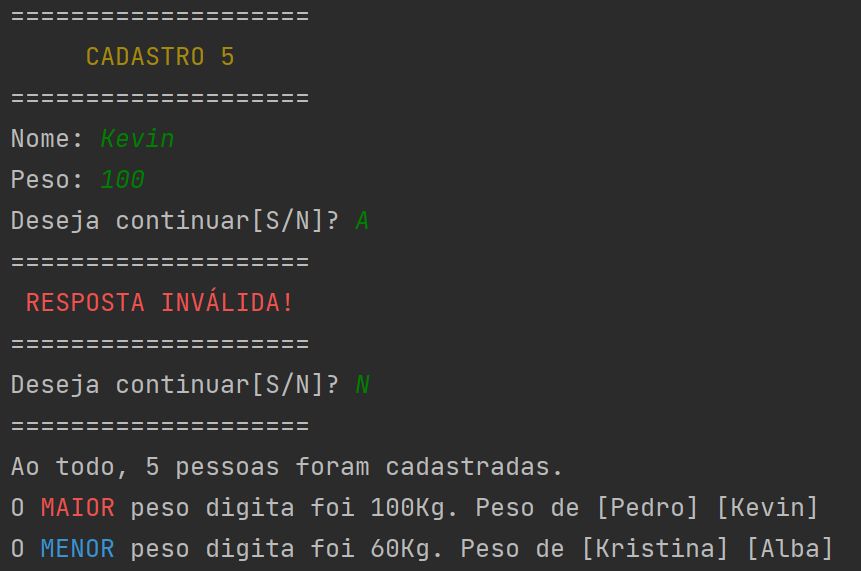 ====================
CADASTRO 5
====================
Nome: Kevin
Peso: 100
Deseja continuar[S/N]? A
====================
RESPOSTA INVÁLIDA!
====================
Deseja continuar[S/N]? N
====================
Ao todo, 5 pessoas foram cadastradas.
O MAIOR peso digita foi 100Kg. Peso de [Pedro] [Kevin]
O MENOR peso digita foi 60Kg. Peso de [Kristina] [Alba]